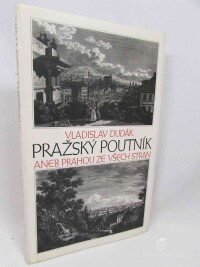 VLADISLAV DUDÁK
PRAŽSKÝ POUTNÍK
ANEB PRAHOU ZE VŠECH STRAN